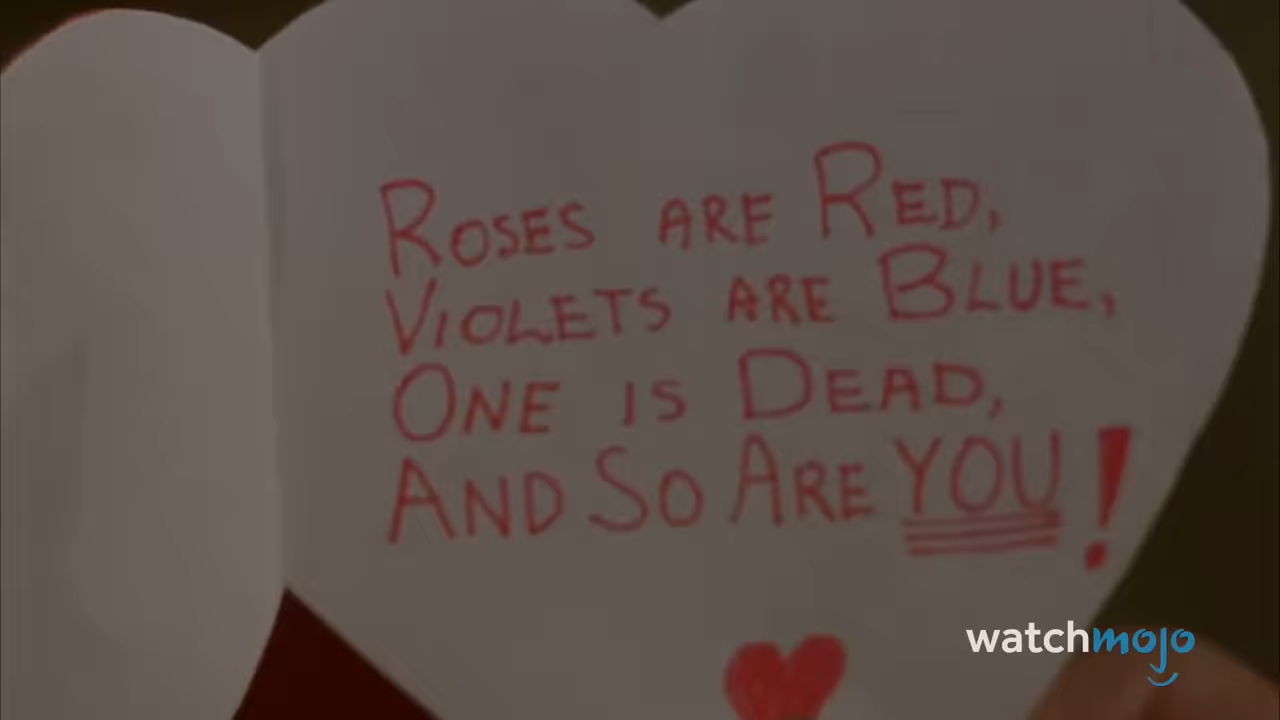 ROSES ARE RED,
VIOLETS ARE BLUE,
ONE IS DEAD,
AND SO ARE YOU!
watchmojo